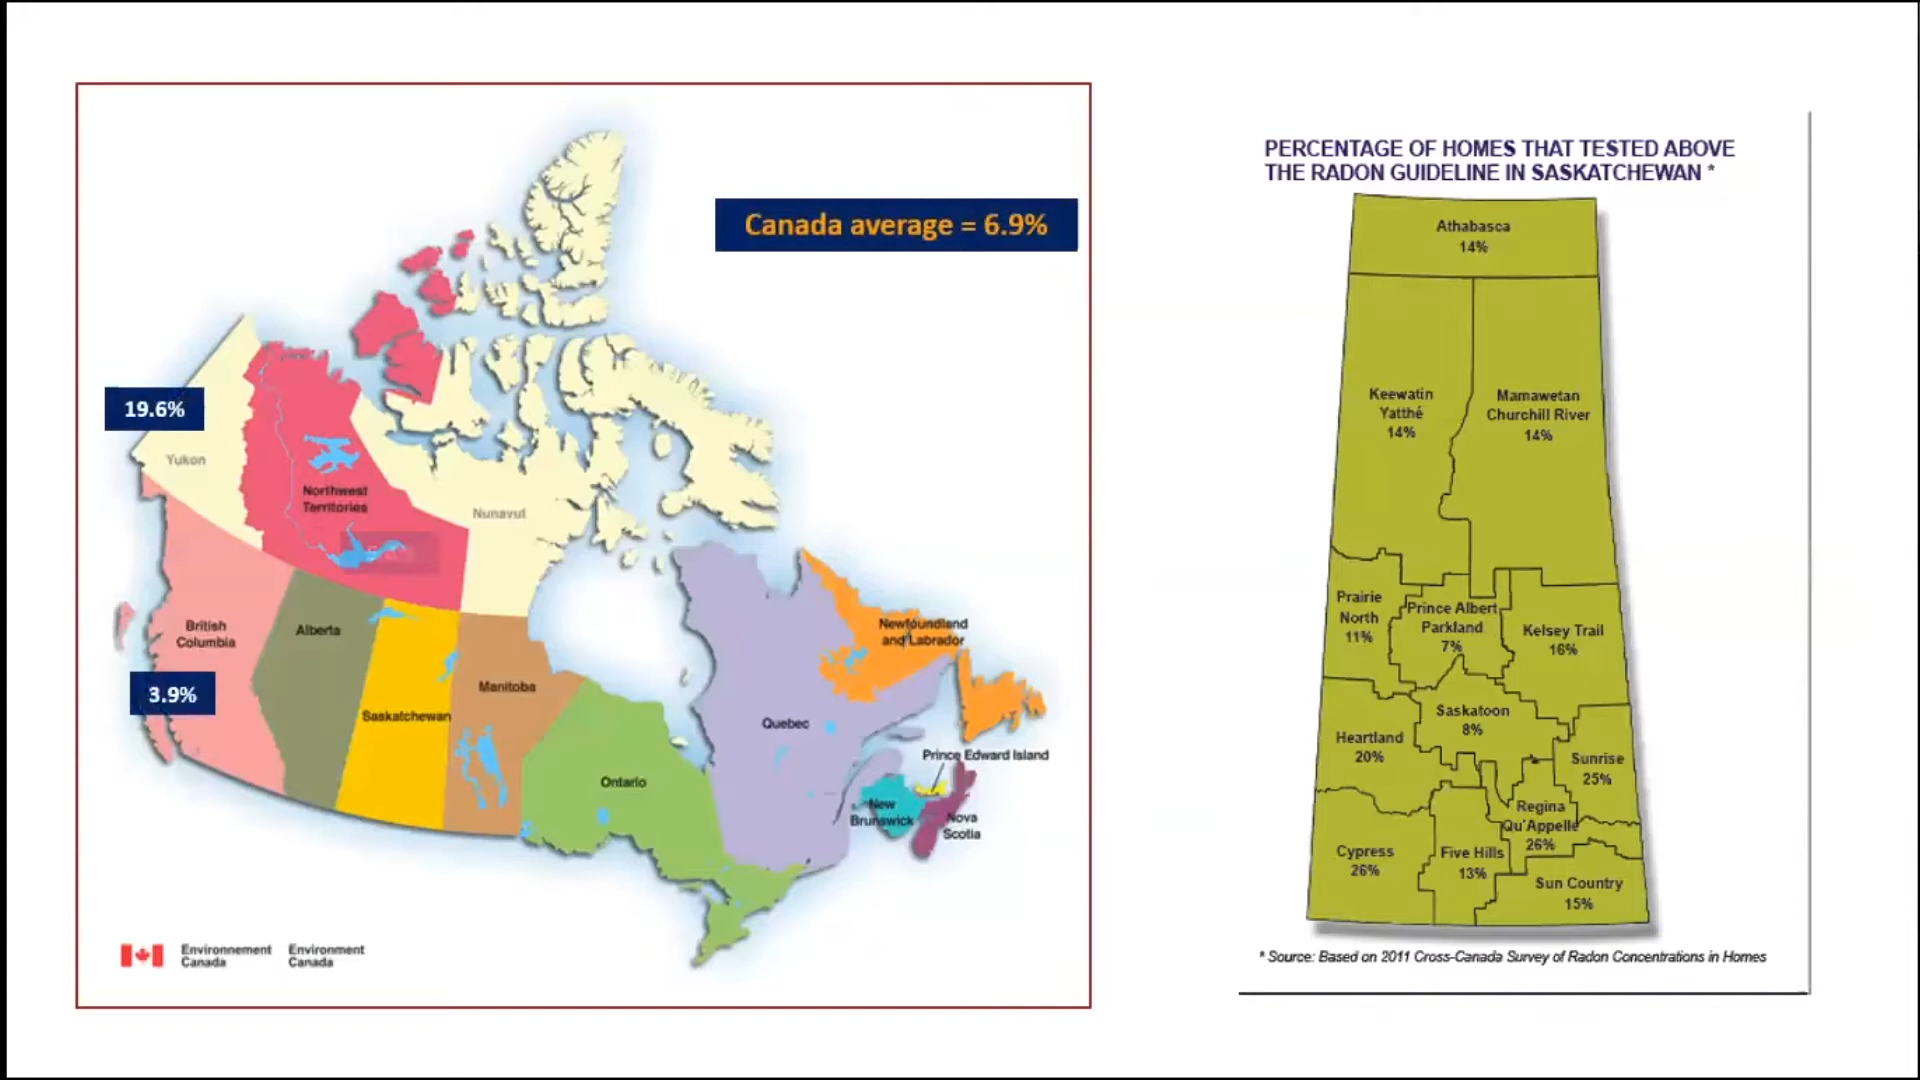 Canada average = 6.9%
19.6%
Yukon
Northwest
Territories
Nunavut
British
Columbia
3.9%
Alberta
Saskatchewan
Manitoba
Ontario
Quebec
Newfoundland
and Labrador
Prince Edward Island
New
Brunswick
Nova
Scotia
Environnement
Canada
Environment
Canada
PERCENTAGE OF HOMES THAT TESTED ABOVE
THE RADON GUIDELINE IN SASKATCHEWAN *
Athabasca
14%
Keewatin
Yatthé
14%
Mamawetan
Churchill River
14%
Prairie
North
11%
Prince Albert
Parkland
7%
Kelsey Trail
16%
Heartland
20%
Saskatoon
8%
Sunrise
25%
Regina
Qu'Appelle
26%
Cypress
26%
Five Hills
13%
Sun Country
15%
* Source: Based on 2011 Cross-Canada Survey of Radon Concentrations in Homes